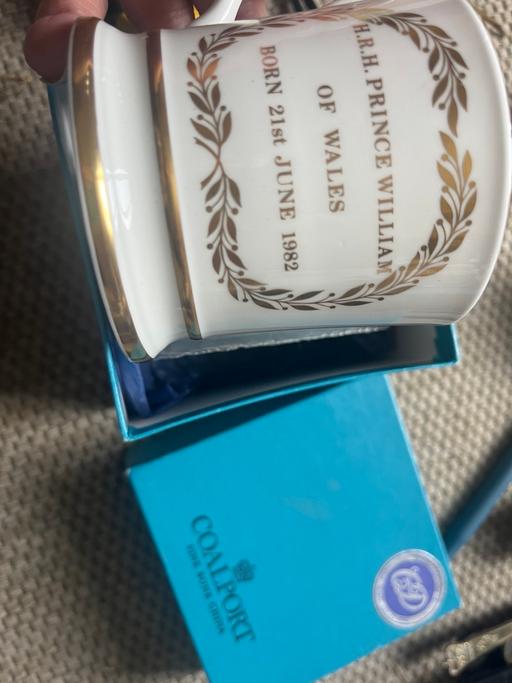 H.R.H. PRINCE WILLIAM
OF WALES
BORN 21st JUNE 1982
COALPORT
FINE BONE CHINA